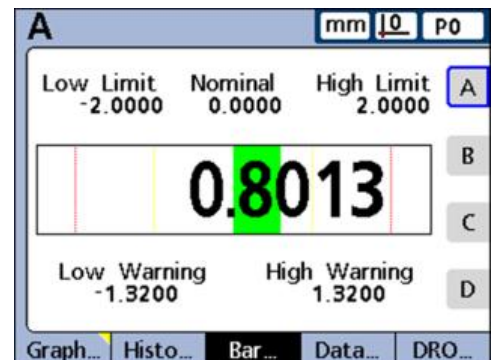 A mm 0 P0
Low Limit Nominal High Limit A
-2.0000 0.0000 2.0000
B
0.8013
C
Low Warning High Warning
-1.3200 1.3200 D
Graph... Histo... Bar... Data... DRO...